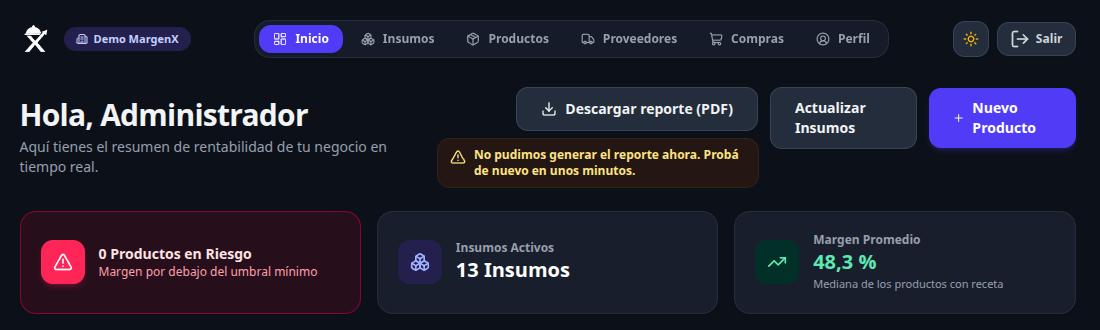 Demo MargenX
Inicio
Insumos
Productos
Proveedores
Compras
Perfil
Salir
Hola, Administrador
Aquí tienes el resumen de rentabilidad de tu negocio en
tiempo real.
Descargar reporte (PDF)
No pudimos generar el reporte ahora. Probá
de nuevo en unos minutos.
Actualizar
Insumos
Nuevo
Producto
0 Productos en Riesgo
Margen por debajo del umbral mínimo
Insumos Activos
13 Insumos
Margen Promedio
48,3 %
Mediana de los productos con receta